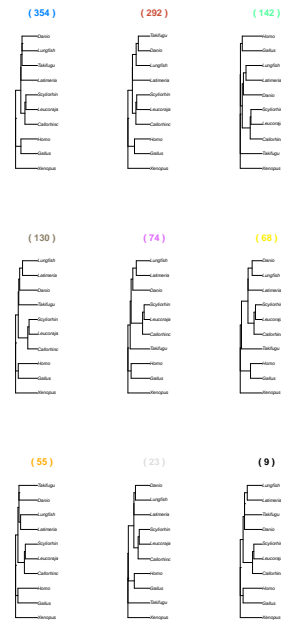 ( 354 )
Danio
Lungfish
Takifugu
Latimeria
Scyliorhin
Leucoraja
Callorhinc
Homo
Gallus
Xenopus
( 292 )
Takifugu
Danio
Lungfish
Latimeria
Scyliorhin
Leucoraja
Callorhinc
Homo
Gallus
Xenopus
( 142 )
Homo
Gallus
Lungfish
Latimeria
Danio
Scyliorhin
Leucoraja
Callorhinc
Takifugu
Xenopus
( 130 )
Lungfish
Latimeria
Danio
Takifugu
Scyliorhin
Leucoraja
Callorhinc
Homo
Gallus
Xenopus
( 74 )
Lungfish
Latimeria
Danio
Scyliorhin
Leucoraja
Callorhinc
Takifugu
Homo
Gallus
Xenopus
( 68 )
Danio
Lungfish
Latimeria
Scyliorhin
Leucoraja
Callorhinc
Takifugu
Homo
Gallus
Xenopus
( 55 )
Takifugu
Danio
Lungfish
Latimeria
Scyliorhin
Leucoraja
Callorhinc
Homo
Gallus
Xenopus
( 23 )
Danio
Lungfish
Latimeria
Scyliorhin
Leucoraja
Callorhinc
Homo
Gallus
Takifugu
Xenopus
( 9 )
Lungfish
Latimeria
Takifugu
Danio
Scyliorhin
Leucoraja
Callorhinc
Homo
Gallus
Xenopus